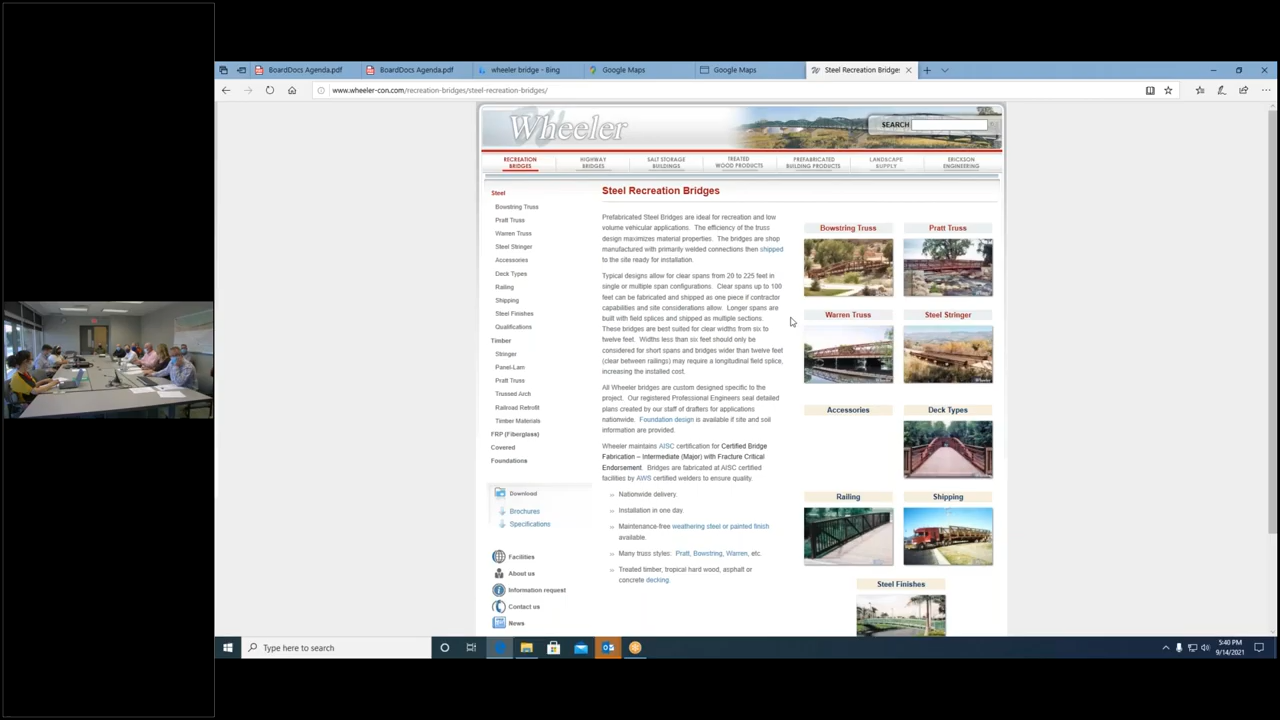 BoardDocs Agenda.pdf
BoardDocs Agenda.pdf
wheeler bridge - Bing
Google Maps
Google Maps
Steel Recreation Bridges
www.wheeler-con.com/recreation-bridges/steel-recreation-bridges/
Wheeler
SEARCH
RECREATION BRIDGES
HIGHWAY BRIDGES
SALT STORAGE BUILDINGS
TREATED WOOD PRODUCTS
PREFABRICATED BUILDING PRODUCTS
LANDSCAPE SUPPLY
ERICKSON ENGINEERING
Steel
Bowstring Truss
Pratt Truss
Warren Truss
Steel Stringer
Accessories
Deck Types
Railing
Shipping
Steel Finishes
Qualifications
Timber
Stringer
Panel-Lam
Pratt Truss
Trussed Arch
Railroad Retrofit
Timber Materials
FRP (Fiberglass)
Covered
Foundations
Download
Brochures
Specifications
Facilities
About us
Information request
Contact us
News
Steel Recreation Bridges
Prefabricated Steel Bridges are ideal for recreation and low
volume vehicular applications. The efficiency of the truss
design maximizes material properties. The bridges are shop
manufactured with primarily welded connections then shipped
to the site ready for installation.
Typical designs allow for clear spans from 20 to 225 feet in
single or multiple span configurations. Clear spans up to 100
feet can be fabricated and shipped as one piece if contractor
capabilities and site considerations allow. Longer spans are
built with field splices and shipped as multiple sections.
These bridges are best suited for clear widths from six to
twelve feet. Widths less than six feet should only be
considered for short spans and bridges wider than twelve feet
(clear between railings) may require a longitudinal field splice,
increasing the installed cost.
All Wheeler bridges are custom designed specific to the
project. Our registered Professional Engineers seal detailed
plans created by our staff of drafters for applications
nationwide. Foundation design is available if site and soil
information are provided.
Wheeler maintains AISC certification for Certified Bridge
Fabrication – Intermediate (Major) with Fracture Critical
Endorsement. Bridges are fabricated at AISC certified
facilities by AWS certified welders to ensure quality.
Nationwide delivery.
Installation in one day.
Maintenance-free weathering steel or painted finish
available.
Many truss styles: Pratt, Bowstring, Warren, etc.
Treated timber, tropical hard wood, asphalt or
concrete decking.
Bowstring Truss
Pratt Truss
Warren Truss
Steel Stringer
Accessories
Deck Types
Railing
Shipping
Steel Finishes
Type here to search
5:40 PM
9/14/2021